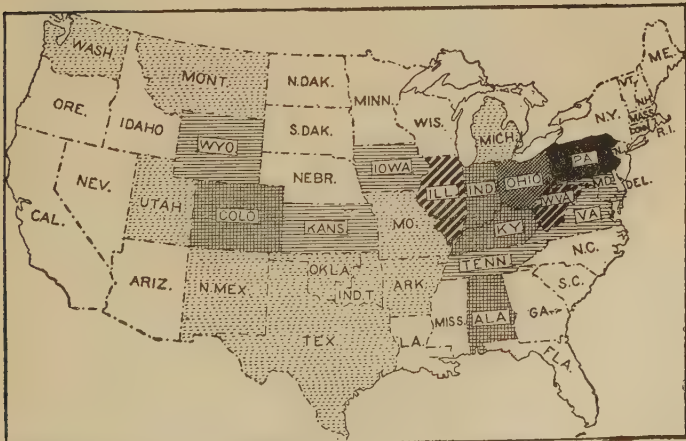 WASH.
MONT.
N.DAK.
MINN.
ME.
VT.
N.H.
ORE.
IDAHO
S.DAK.
WIS.
MICH.
N.Y.
MASS.
CON.
R.I.
WYO
IOWA
NEBR.
PA
N.J.
NEV.
UTAH
COLO
KANS
MO.
ILL
IND
OHIO
W.VA
MD.
DEL.
VA
KY
CAL.
ARIZ.
N.MEX.
OKLA.
IND.T.
ARK.
TENN
N.C.
S.C.
TEX.
LA.
MISS.
ALA
GA.
FLA.